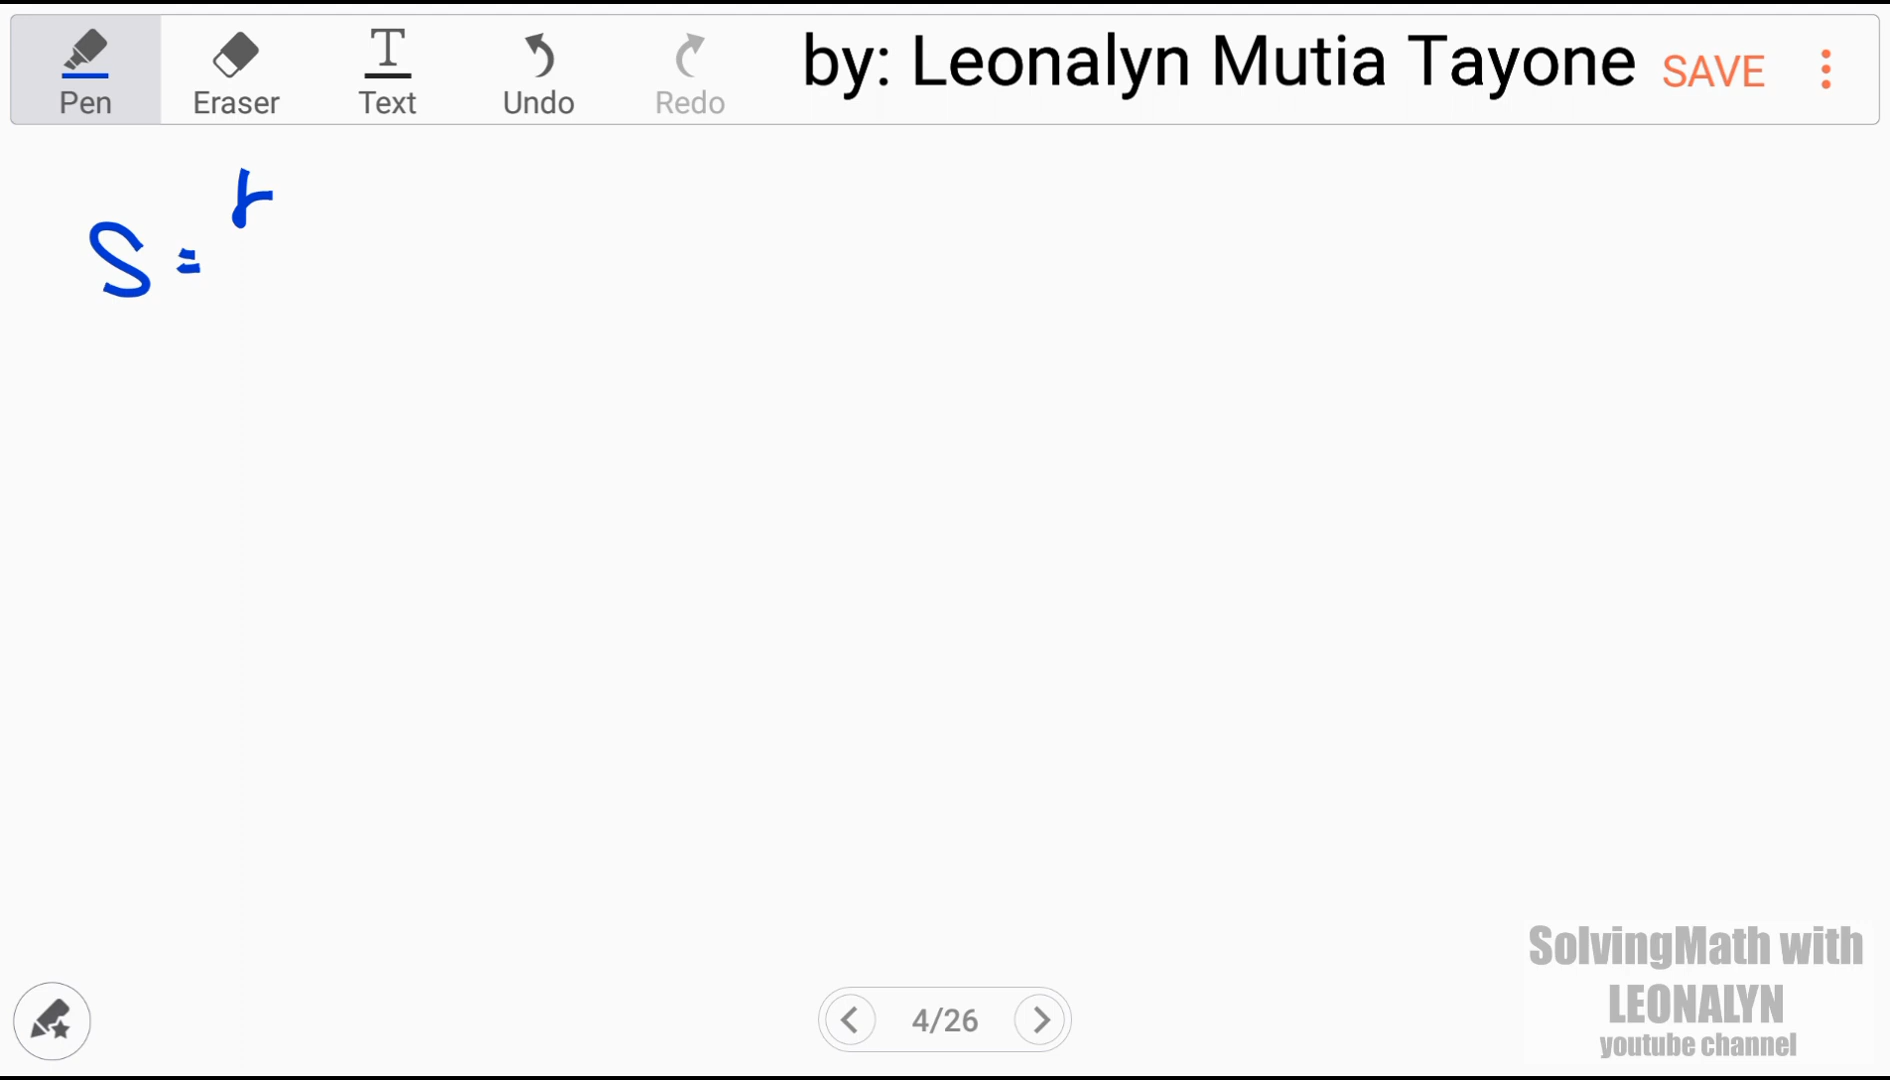 Pen
Eraser
Text
Undo
Redo
by: Leonalyn Mutia Tayone
SAVE
S = r
4/26
SolvingMath with
LEONALYN
youtube channel